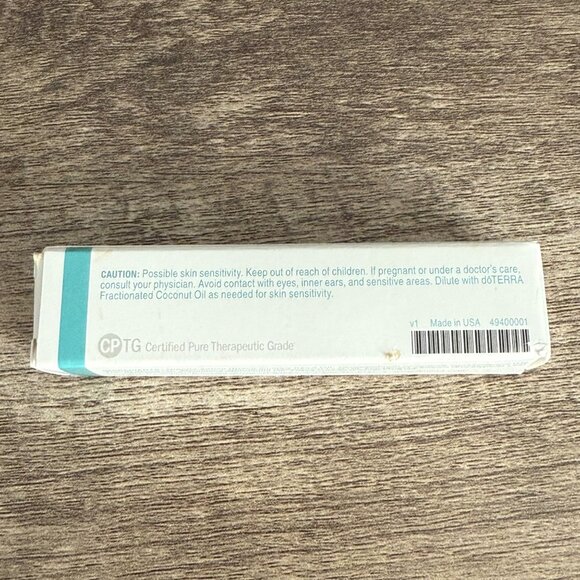 CAUTION: Possible skin sensitivity. Keep out of reach of children. If pregnant or under a doctor's care,
consult your physician. Avoid contact with eyes, inner ears, and sensitive areas. Dilute with dōTERRA
Fractionated Coconut Oil as needed for skin sensitivity.
v1 Made in USA 49400001
CPTG Certified Pure Therapeutic Grade